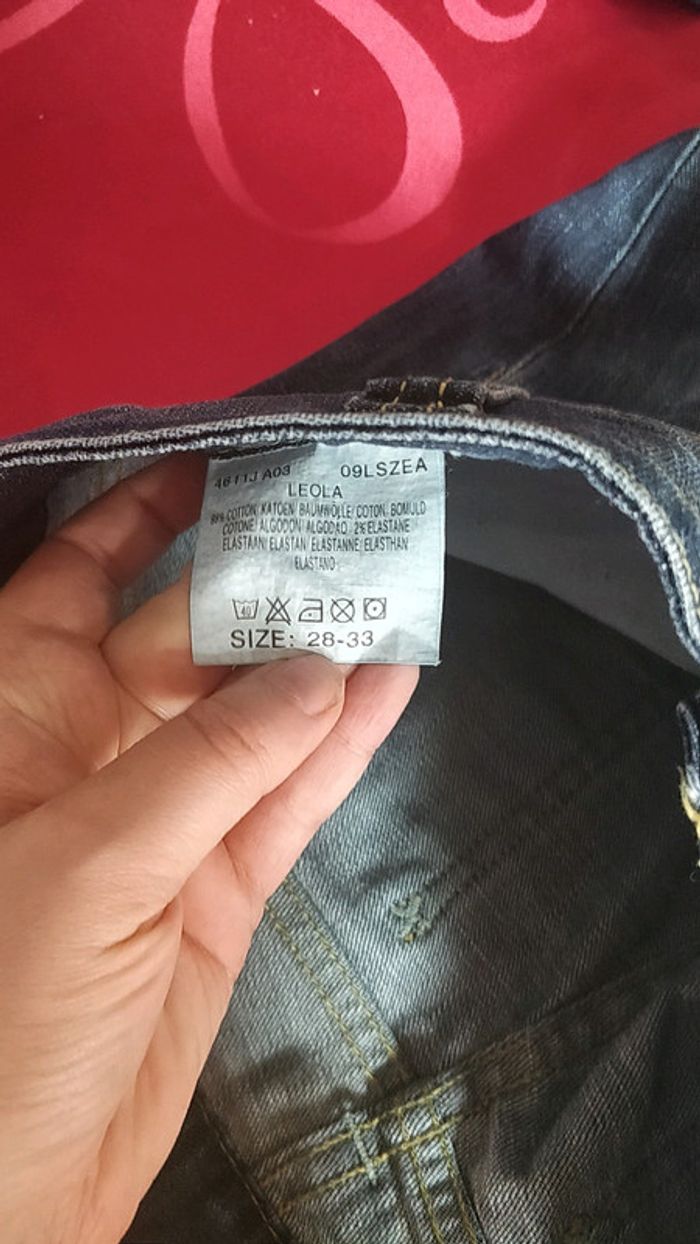 4611J A03 09LSZEA
LEOLA
98% COTTON KATOEN BAUMWOLLE COTON BOMULD
COTONE ALGODON ALGODAO 2% ELASTANE
ELASTAAN ELASTAN ELASTANNE ELASTHAN
ELASTANO
40
SIZE: 28-33